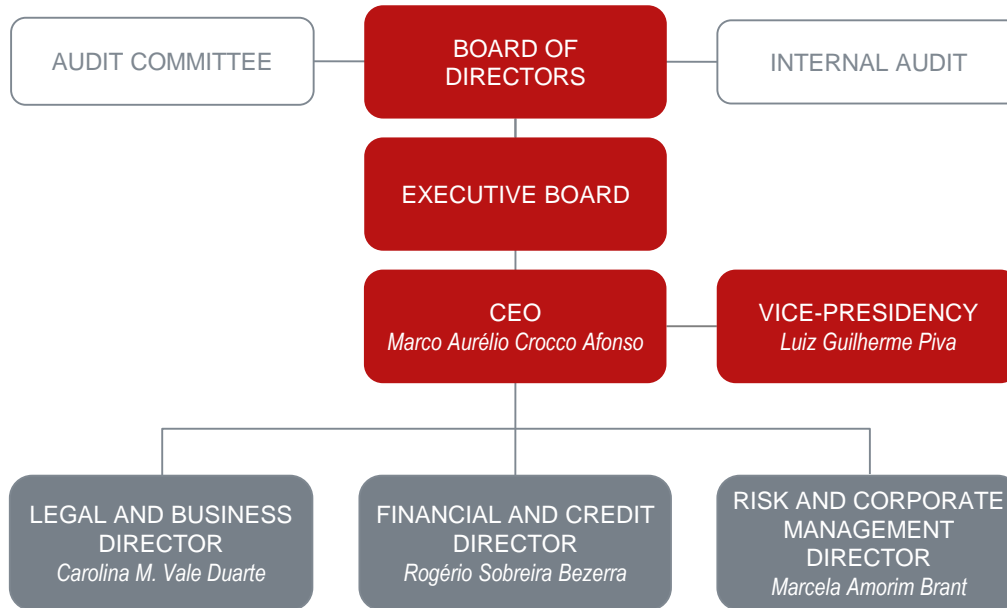 AUDIT COMMITTEE
BOARD OF
DIRECTORS
INTERNAL AUDIT
EXECUTIVE BOARD
CEO
Marco Aurélio Crocco Afonso
VICE-PRESIDENCY
Luiz Guilherme Piva
LEGAL AND BUSINESS
DIRECTOR
Carolina M. Vale Duarte
FINANCIAL AND CREDIT
DIRECTOR
Rogério Sobreira Bezerra
RISK AND CORPORATE
MANAGEMENT
DIRECTOR
Marcela Amorim Brant